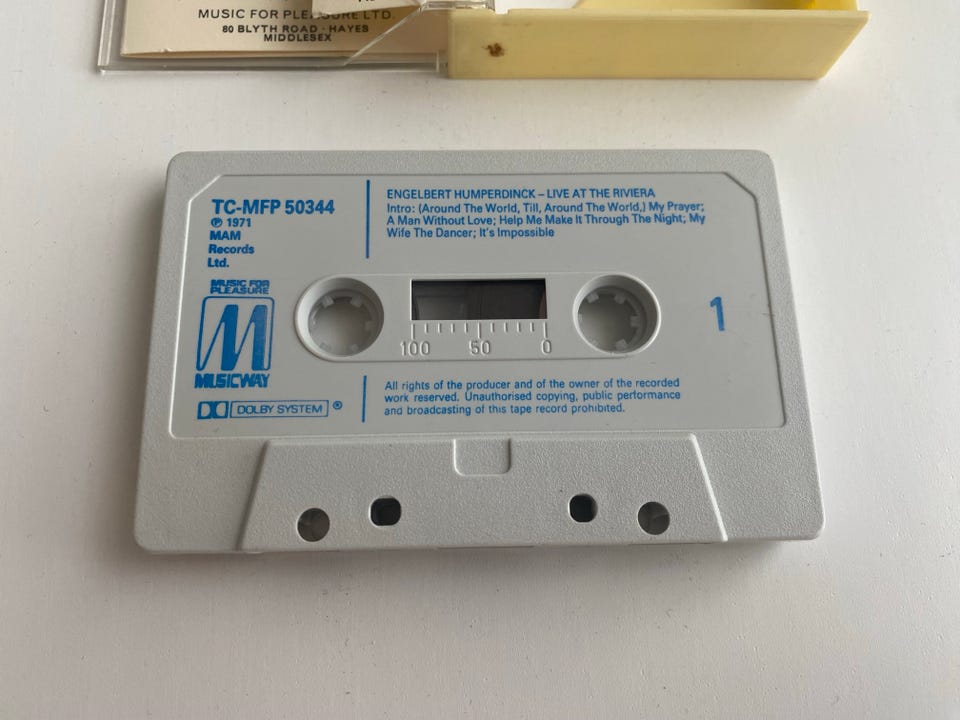 MUSIC FOR PLEASURE LTD.
80 BLYTH ROAD · HAYES
MIDDLESEX
TC-MFP 50344
℗ 1971
MAM
Records
Ltd.
ENGELBERT HUMPERDINCK – LIVE AT THE RIVIERA
Intro: (Around The World, Till, Around The World,) My Prayer;
A Man Without Love; Help Me Make It Through The Night; My
Wife The Dancer; It's Impossible
MUSIC FOR
PLEASURE
M
MUSICWAY
100 50 0
1
DOLBY SYSTEM ®
All rights of the producer and of the owner of the recorded
work reserved. Unauthorised copying, public performance
and broadcasting of this tape record prohibited.